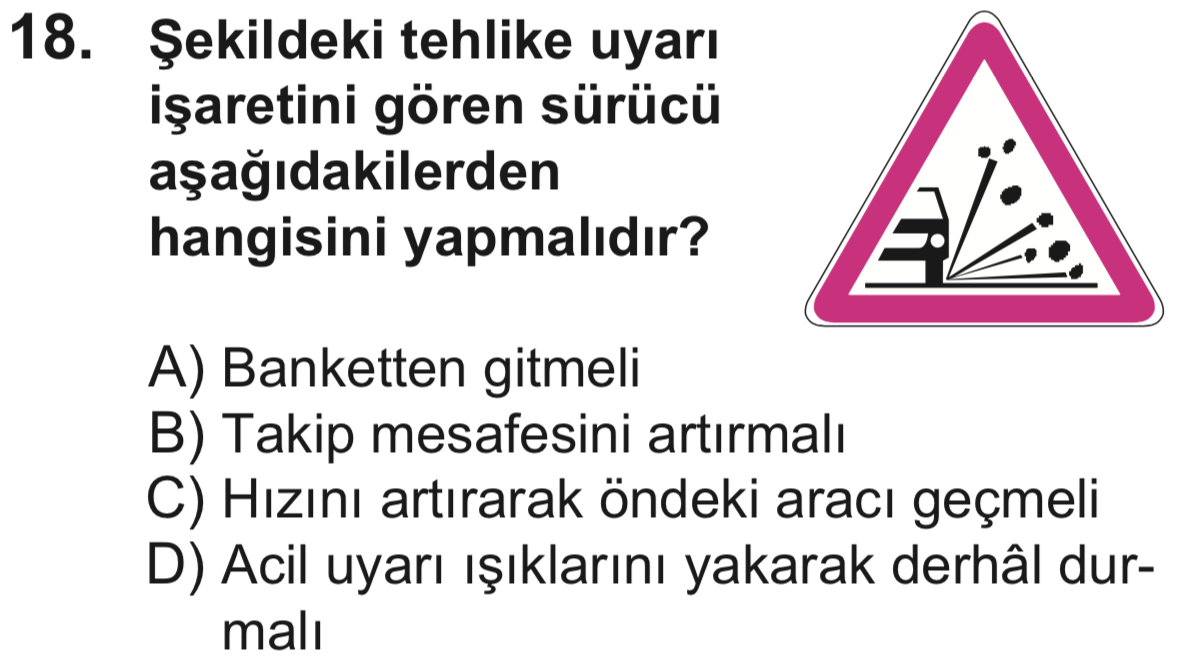 18. Şekildeki tehlike uyarı
işaretini gören sürücü
aşağıdakilerden
hangisini yapmalıdır?
A) Banketten gitmeli
B) Takip mesafesini artırmalı
C) Hızını artırarak öndeki aracı geçmeli
D) Acil uyarı ışıklarını yakarak derhâl dur-
malı